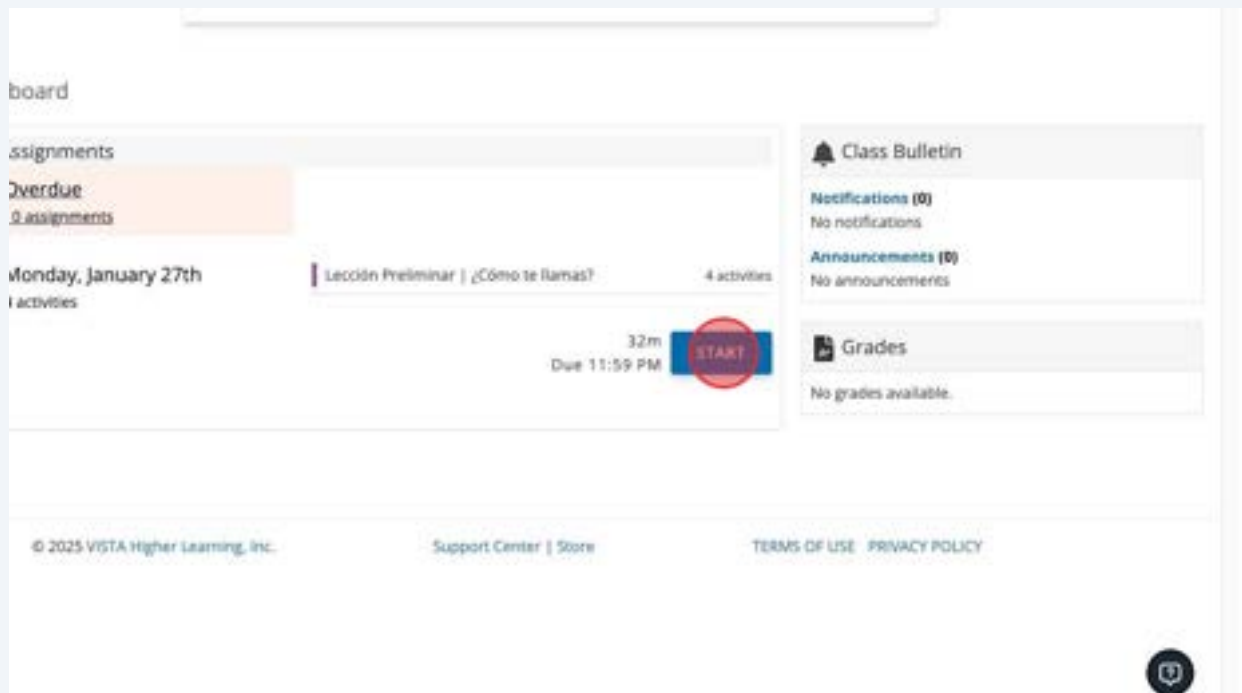 board
ssignments
Overdue
0 assignments
Monday, January 27th
activities
Lección Preliminar | ¿Cómo te llamas?
4 activities
32m
Due 11:59 PM
START
Class Bulletin
Notifications (0)
No notifications
Announcements (0)
No announcements
Grades
No grades available.
© 2025 VISTA Higher Learning, Inc.
Support Center | Store
TERMS OF USE PRIVACY POLICY